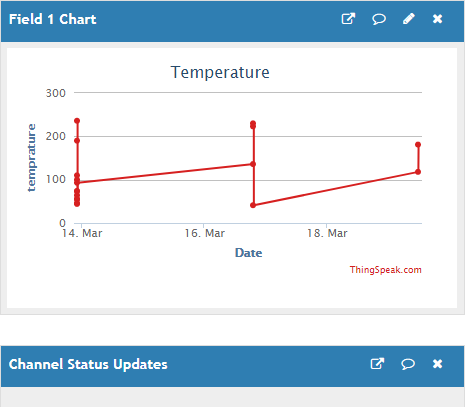 Field 1 Chart
Temperature
300
200
100
0
temprature
14. Mar
16. Mar
18. Mar
Date
ThingSpeak.com
Channel Status Updates